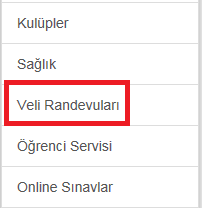 Kulüpler
Sağlık
Veli Randevuları
Öğrenci Servisi
Online Sınavlar